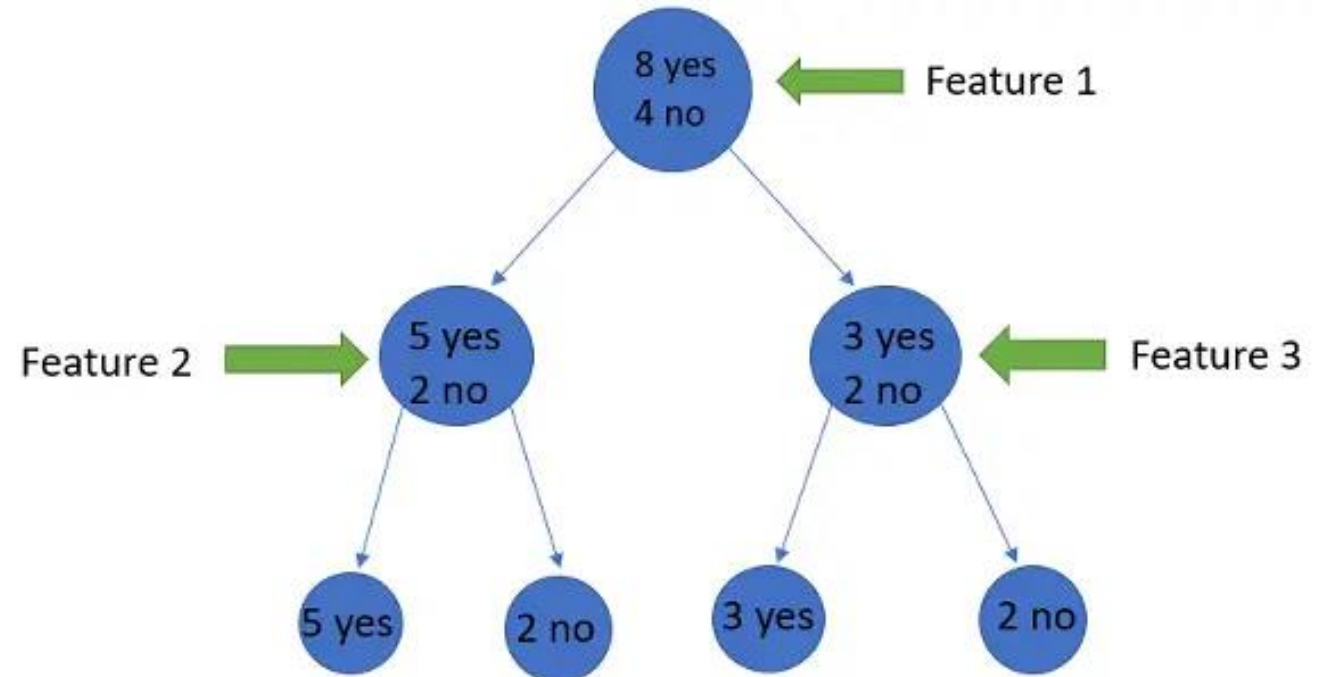 8 yes
4 no
Feature 1
Feature 2
5 yes
2 no
3 yes
2 no
Feature 3
5 yes
2 no
3 yes
2 no